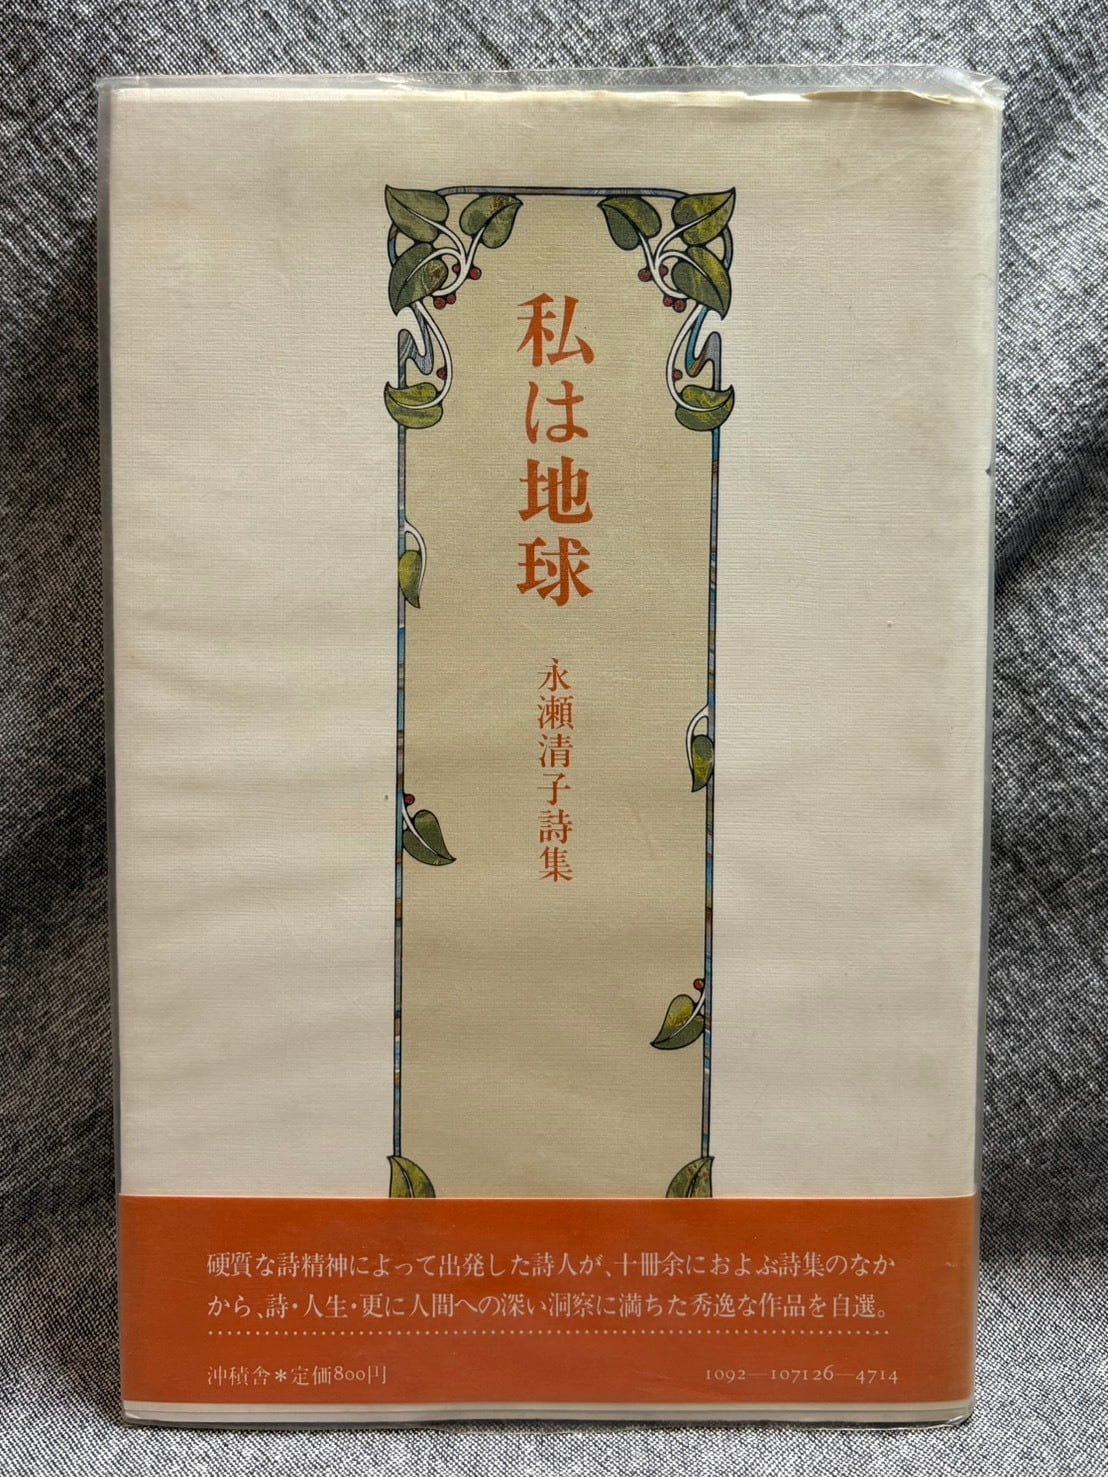 私は地球
永瀬清子詩集
硬質な詩精神によって出発した詩人が、十冊余におよぶ詩集のなか
から、詩・人生・更に人間への深い洞察に満ちた秀逸な作品を自選。
沖積舎＊定価800円
1092―107126―4714